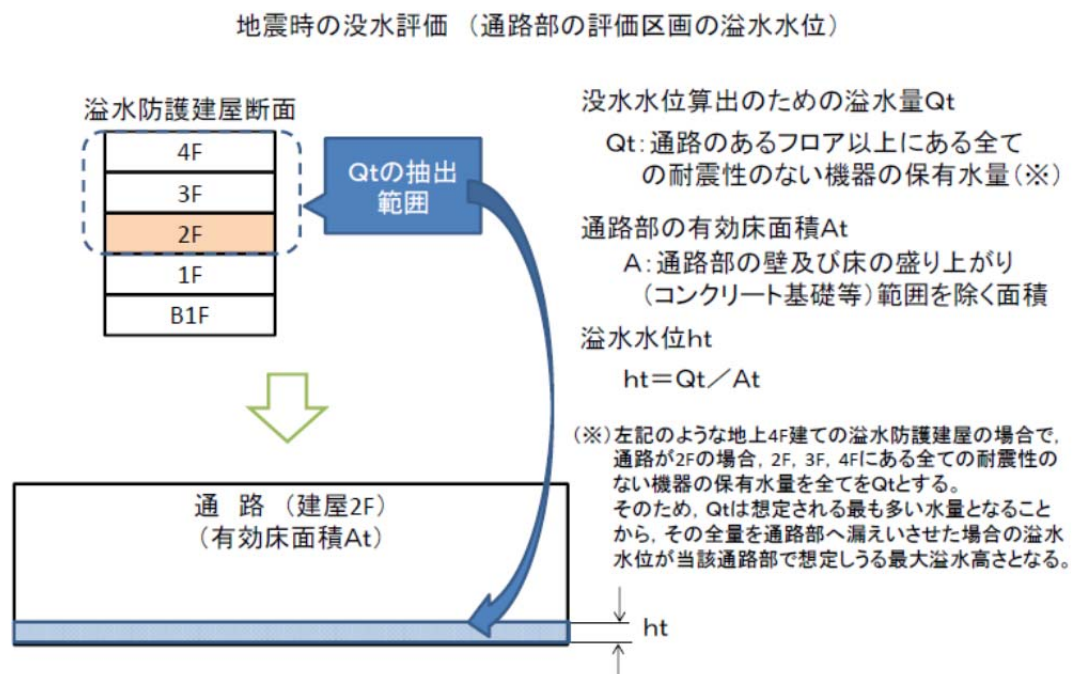 地震時の没水評価 （通路部の評価区画の溢水水位）
溢水防護建屋断面
4F
3F
2F
1F
B1F
Qtの抽出
範囲
没水水位算出のための溢水量Qt
Qt：通路のあるフロア以上にある全て
の耐震性のない機器の保有水量（※）
通路部の有効床面積At
A：通路部の壁及び床の盛り上がり
（コンクリート基礎等）範囲を除く面積
溢水水位ht
ht＝Qt／At
（※）左記のような地上4F建ての溢水防護建屋の場合で，
通路が2Fの場合，2F，3F，4Fにある全ての耐震性の
ない機器の保有水量を全てをQtとする。
そのため，Qtは想定される最も多い水量となること
から，その全量を通路部へ漏えいさせた場合の溢水
水位が当該通路部で想定しうる最大溢水高さとなる。
通 路 （建屋2F）
（有効床面積At）
ht